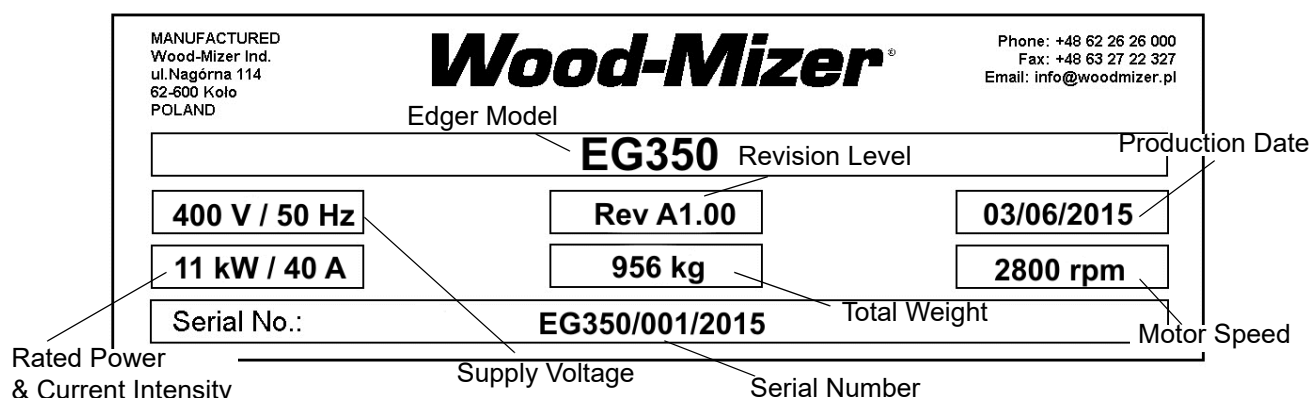 MANUFACTURED
Wood-Mizer Ind.
ul.Nagórna 114
62-600 Koło
POLAND
Wood-Mizer®
Phone: +48 62 26 26 000
Fax: +48 63 27 22 327
Email: info@woodmizer.pl
Edger Model
EG350
Revision Level
Production Date
400 V / 50 Hz
Rev A1.00
03/06/2015
11 kW / 40 A
956 kg
2800 rpm
Total Weight
Serial No.: EG350/001/2015
Motor Speed
Rated Power
& Current Intensity
Supply Voltage
Serial Number